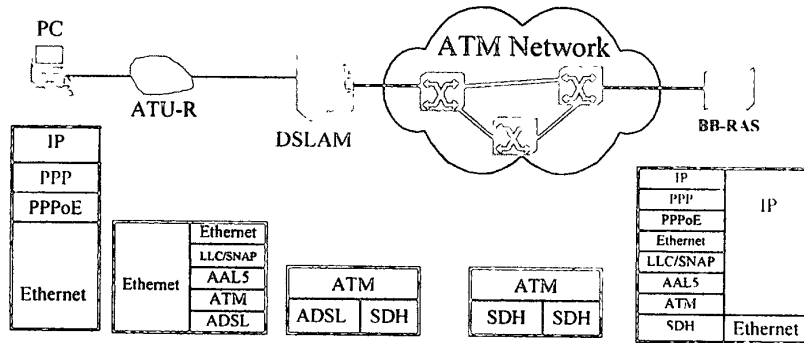 PC
ATM Network
ATU-R
DSLAM
BB-RAS
IP
PPP
PPPoE
Ethernet
Ethernet
Ethernet
LLC/SNAP
AAL5
ATM
ADSL
ATM
ADSL
SDH
ATM
SDH
SDH
IP
PPP
PPPoE
Ethernet
LLC/SNAP
AAL5
ATM
SDH
IP
Ethernet